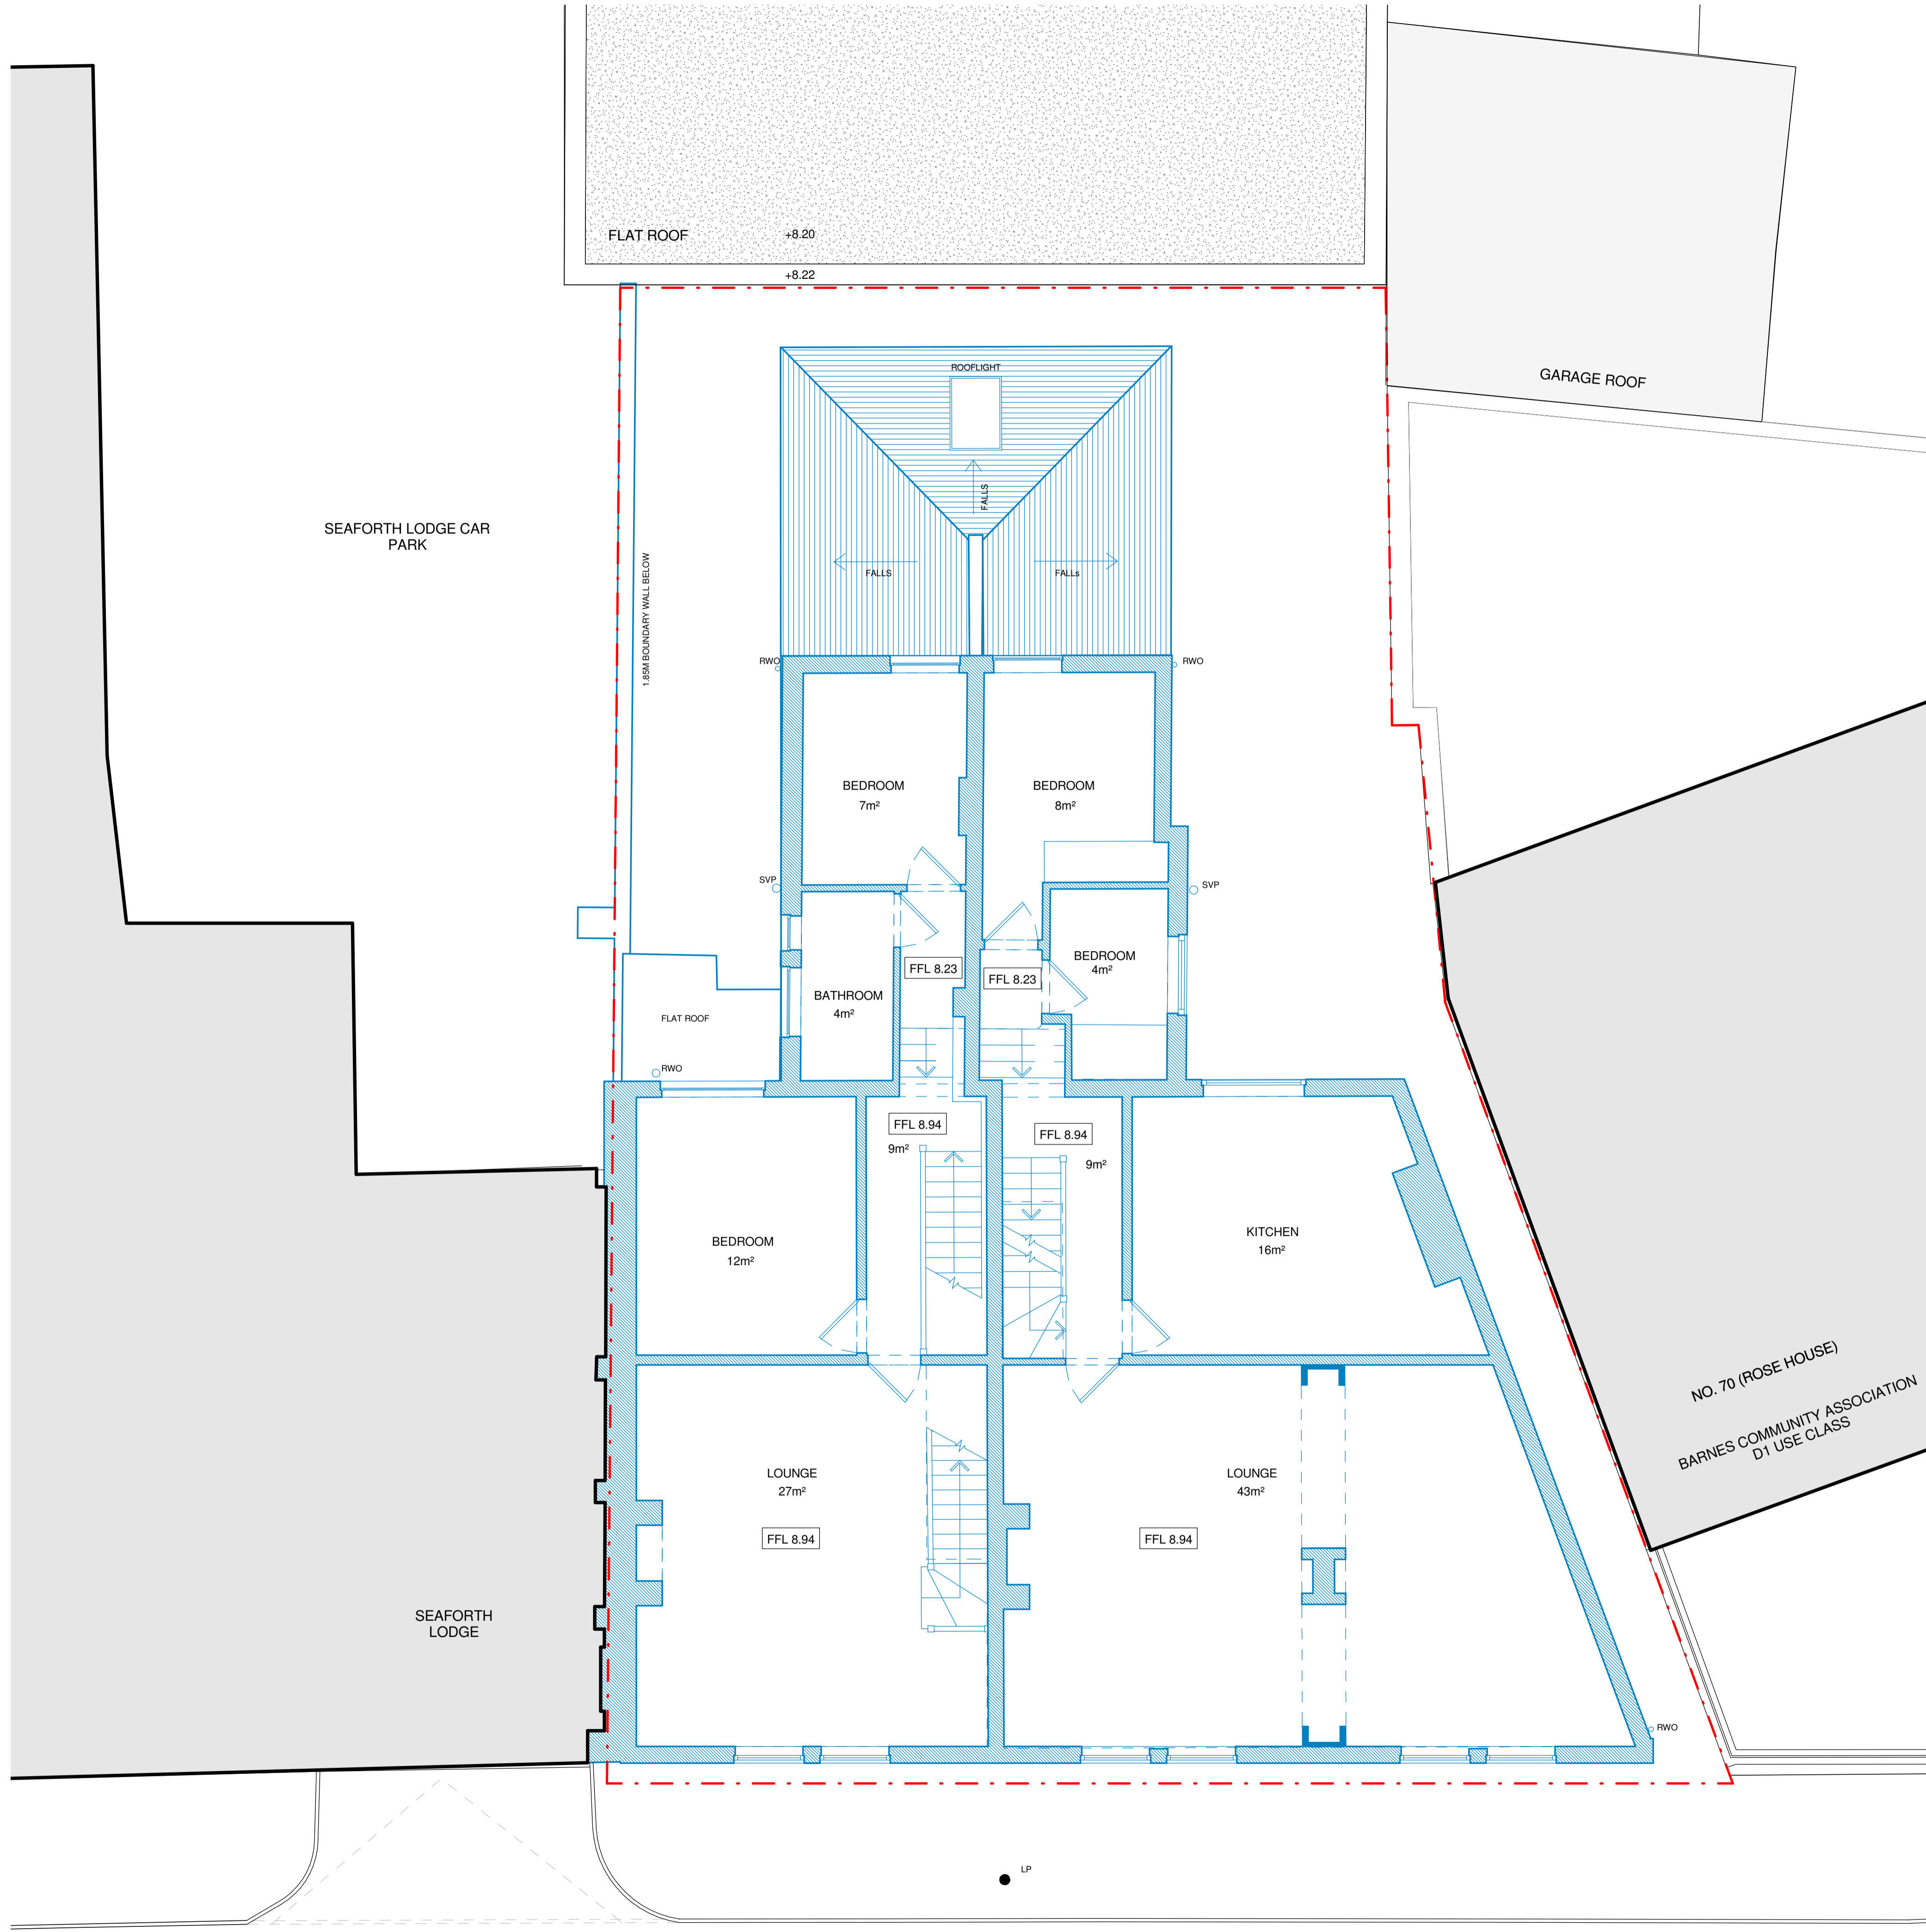 FLAT ROOF
+8.20
+8.22
ROOFLIGHT
GARAGE ROOF
FALLS
SEAFORTH LODGE CAR
PARK
1.85M BOUNDARY WALL BELOW
FALLS
FALLs
RWO
RWO
BEDROOM
7m²
BEDROOM
8m²
SVP
SVP
BEDROOM
4m²
FFL 8.23
FFL 8.23
BATHROOM
4m²
FLAT ROOF
RWO
FFL 8.94
9m²
FFL 8.94
9m²
BEDROOM
12m²
KITCHEN
16m²
NO. 70 (ROSE HOUSE)
BARNES COMMUNITY ASSOCIATION
D1 USE CLASS
LOUNGE
27m²
LOUNGE
43m²
FFL 8.94
FFL 8.94
SEAFORTH
LODGE
RWO
LP